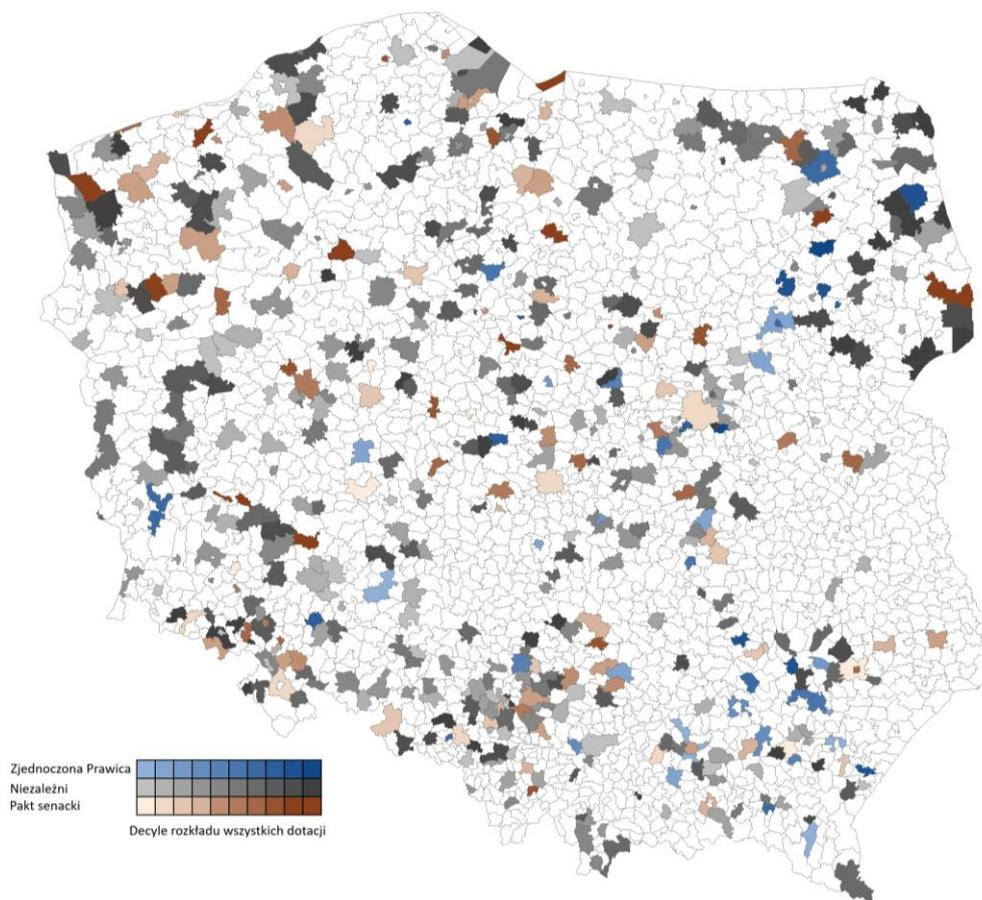 Zjednoczona Prawica
Niezależni
Pakt senacki
Decyle rozkładu wszystkich dotacji